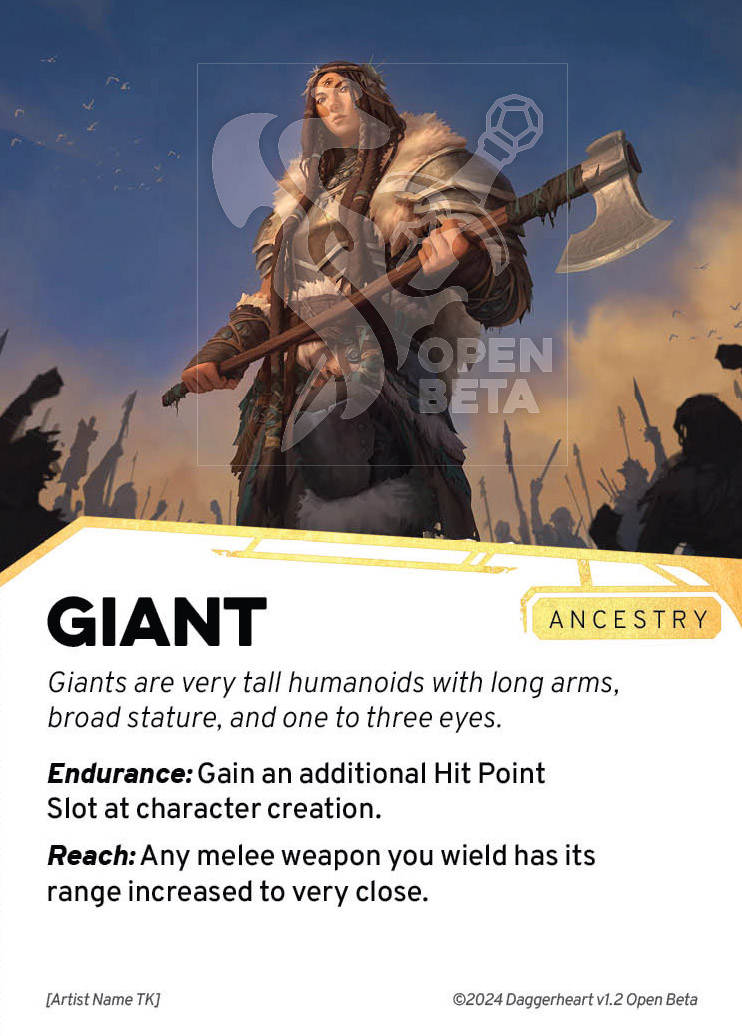 OPEN
BETA
GIANT
ANCESTRY
Giants are very tall humanoids with long arms,
broad stature, and one to three eyes.
Endurance: Gain an additional Hit Point
Slot at character creation.
Reach: Any melee weapon you wield has its
range increased to very close.
[Artist Name TK]
©2024 Daggerheart v1.2 Open Beta